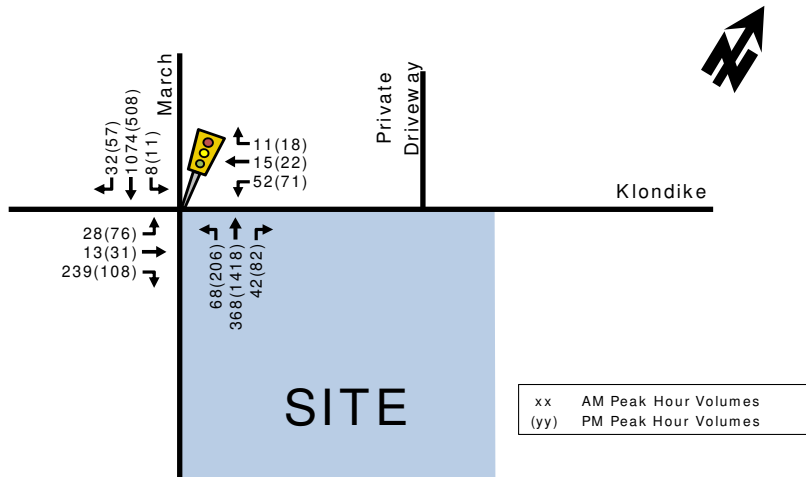 March
Private
Driveway
32(57)
1074(508)
8(11)
11(18)
15(22)
52(71)
Klondike
28(76)
13(31)
239(108)
68(206)
368(1418)
42(82)
SITE
xx AM Peak Hour Volumes
(yy) PM Peak Hour Volumes